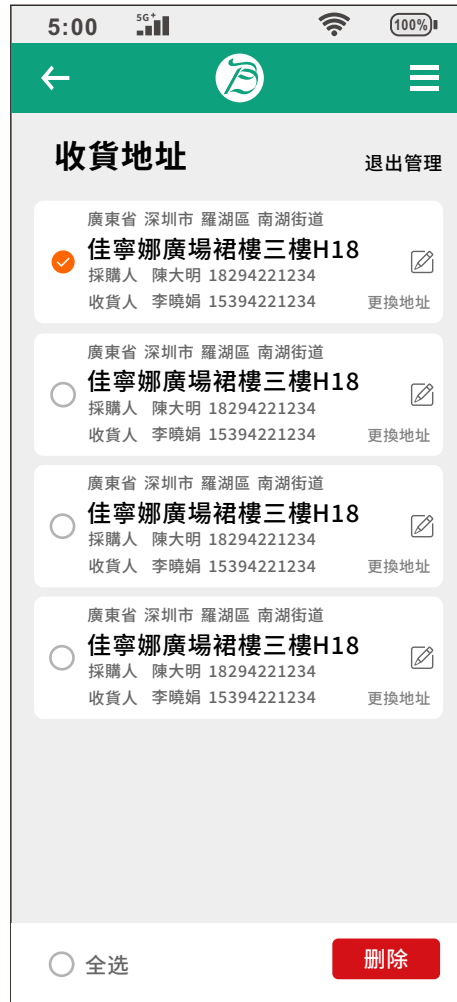 5:00 5G+ 100%
收貨地址
退出管理
廣東省 深圳市 羅湖區 南湖街道
佳寧娜廣場裙樓三樓H18
採購人 陳大明 18294221234
收貨人 李曉娟 15394221234 更換地址
廣東省 深圳市 羅湖區 南湖街道
佳寧娜廣場裙樓三樓H18
採購人 陳大明 18294221234
收貨人 李曉娟 15394221234 更換地址
廣東省 深圳市 羅湖區 南湖街道
佳寧娜廣場裙樓三樓H18
採購人 陳大明 18294221234
收貨人 李曉娟 15394221234 更換地址
廣東省 深圳市 羅湖區 南湖街道
佳寧娜廣場裙樓三樓H18
採購人 陳大明 18294221234
收貨人 李曉娟 15394221234 更換地址
全选 删除